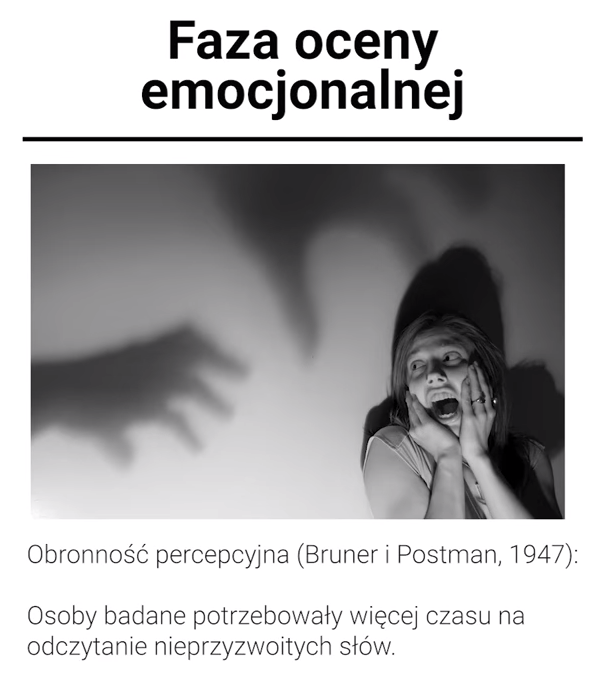 Faza oceny
emocjonalnej
Obronność percepcyjna (Bruner i Postman, 1947):
Osoby badane potrzebowały więcej czasu na
odczytanie nieprzyzwoitych słów.